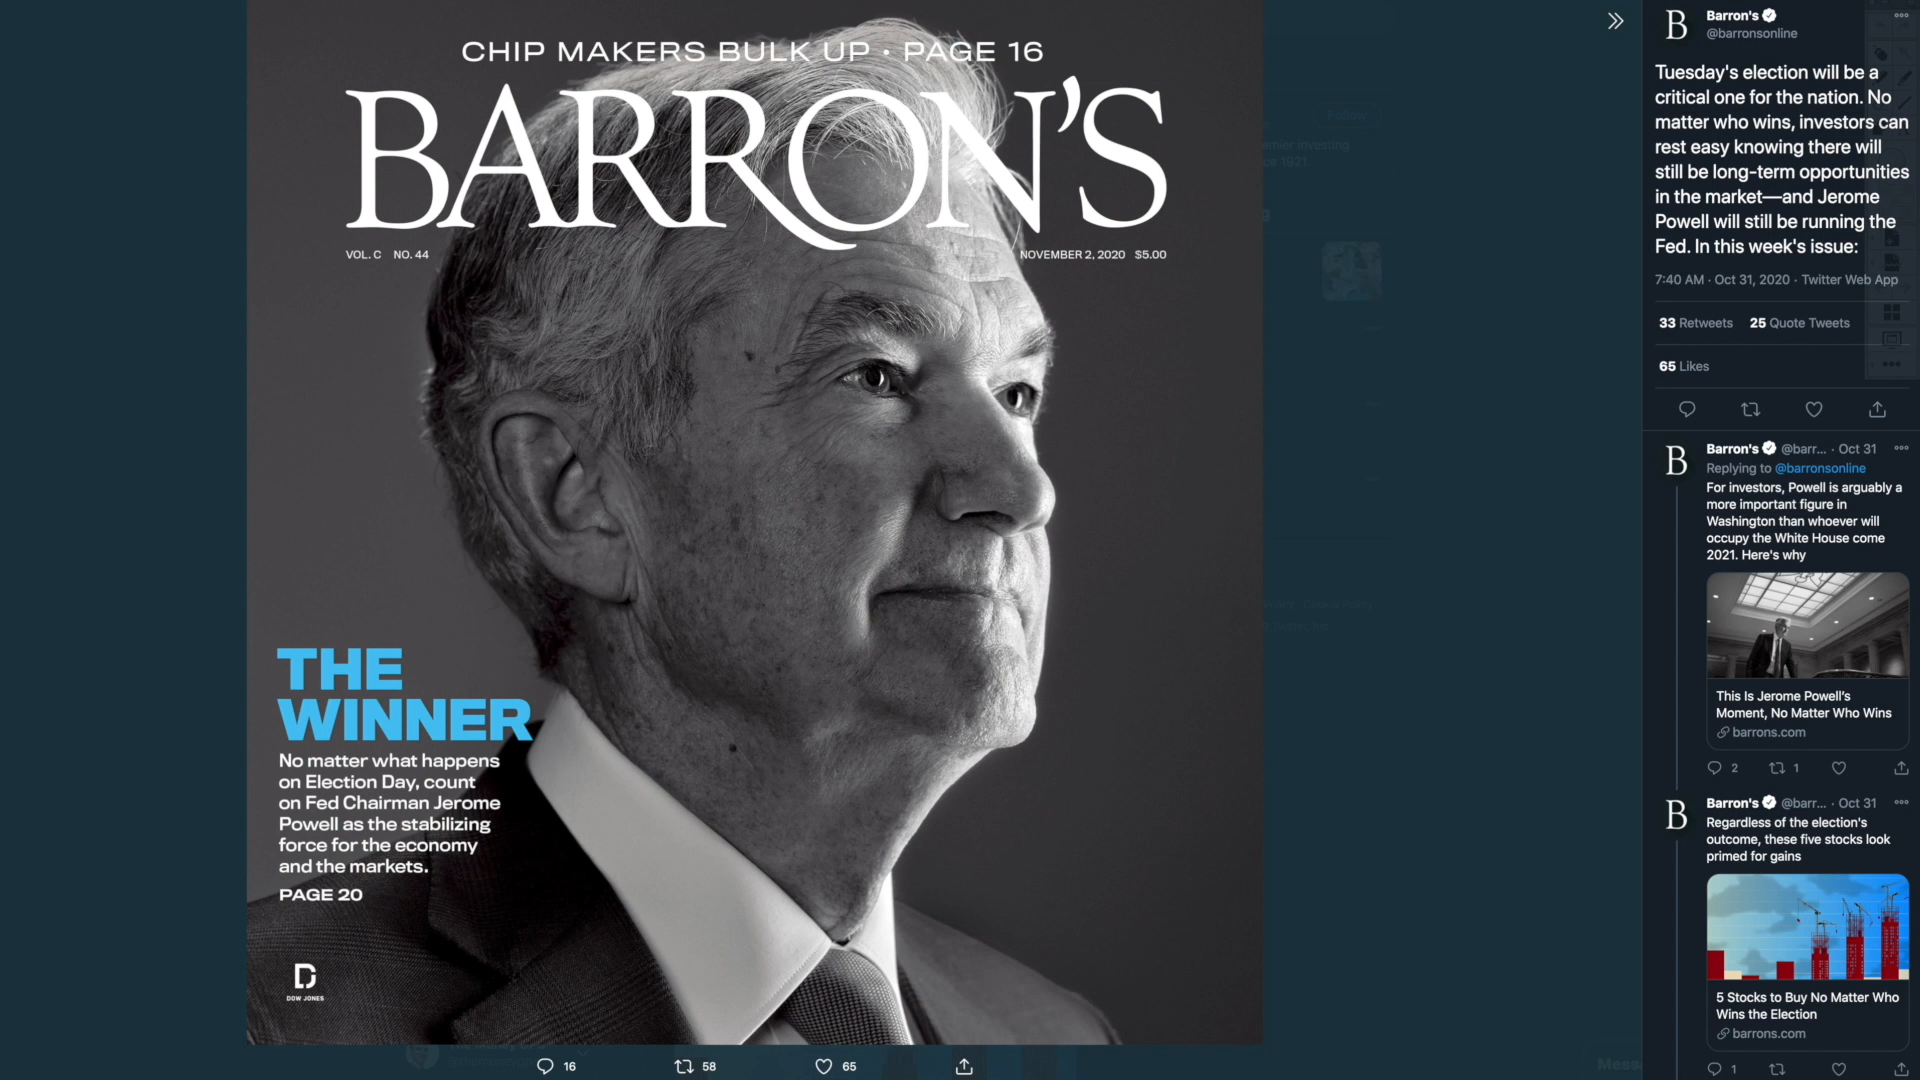 CHIP MAKERS BULK UP • PAGE 16
BARRON'S
VOL. C NO. 44
NOVEMBER 2, 2020 $5.00
THE
WINNER
No matter what happens
on Election Day, count
on Fed Chairman Jerome
Powell as the stabilizing
force for the economy
and the markets.
PAGE 20
DOW JONES
16
58
65
Follow
emier investing
ce 1921.
Mess
B
Barron's
@barronsonline
Tuesday's election will be a
critical one for the nation. No
matter who wins, investors can
rest easy knowing there will
still be long-term opportunities
in the market—and Jerome
Powell will still be running the
Fed. In this week's issue:
7:40 AM · Oct 31, 2020 · Twitter Web App
33 Retweets 25 Quote Tweets
65 Likes
B
Barron's @barr... · Oct 31
Replying to @barronsonline
For investors, Powell is arguably a
more important figure in
Washington than whoever will
occupy the White House come
2021. Here's why
This Is Jerome Powell's
Moment, No Matter Who Wins
barrons.com
2
1
B
Barron's @barr... · Oct 31
Regardless of the election's
outcome, these five stocks look
primed for gains
5 Stocks to Buy No Matter Who
Wins the Election
barrons.com
1